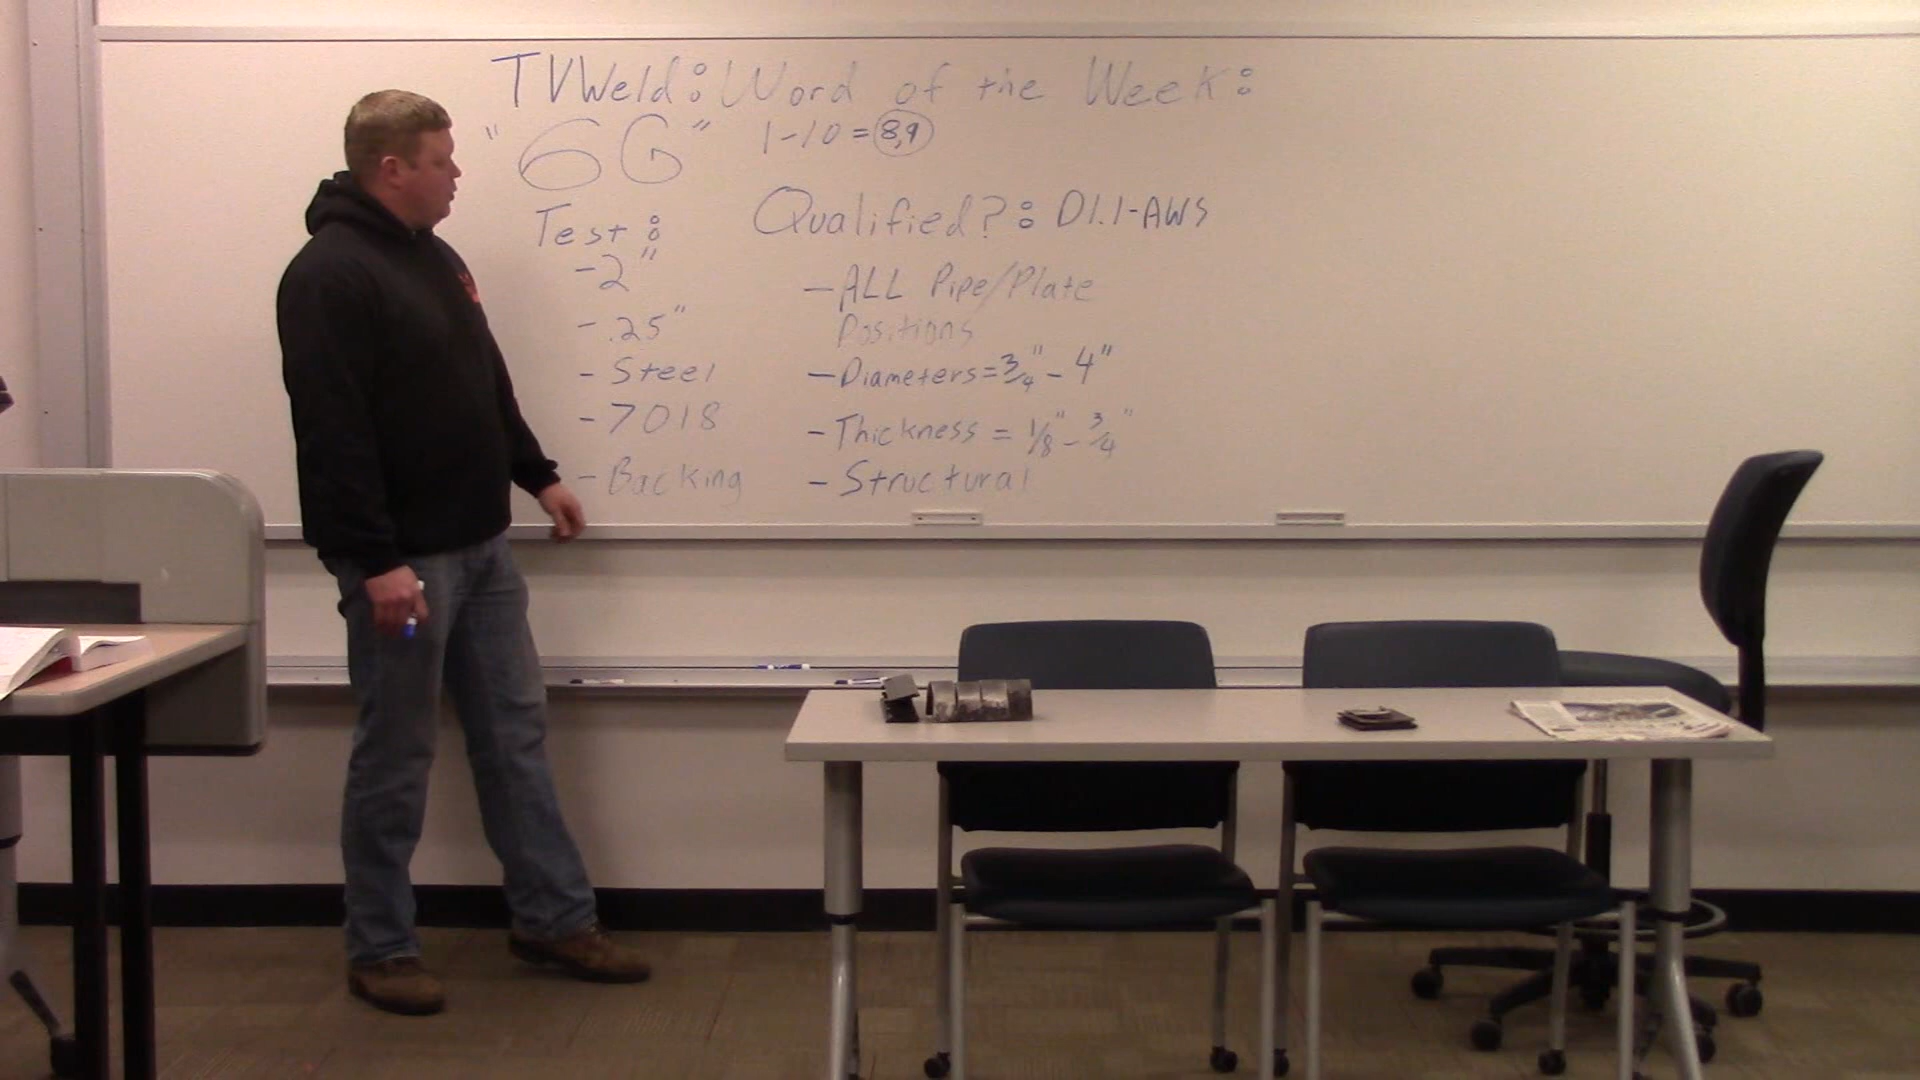 TVWeld: Word of the Week:
"6G" 1-10 = 8,9
Test:
-2"
-.25"
-Steel
-7018
-Backing
Qualified?: D1.1-AWS
-ALL Pipe/Plate
Positions
-Diameters=3/4"-4"
-Thickness = 1/8"-3/4"
-Structural